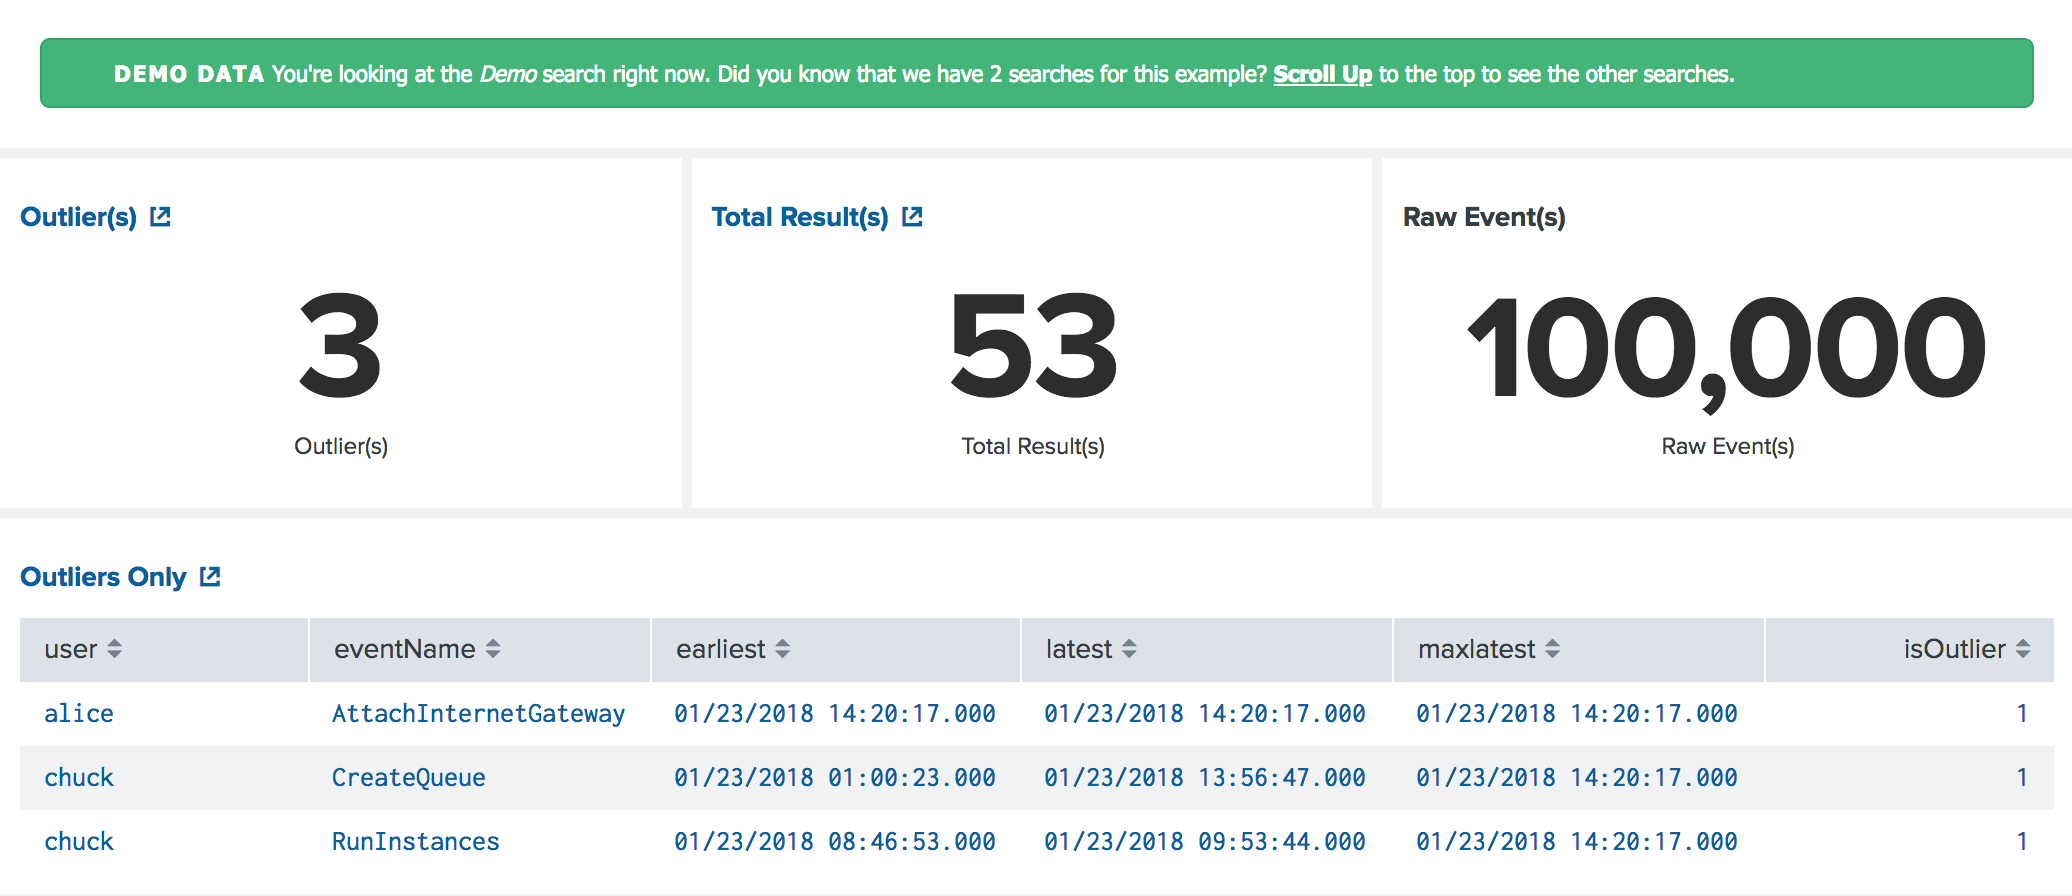 DEMO DATA You're looking at the Demo search right now. Did you know that we have 2 searches for this example? Scroll Up to the top to see the other searches.
Outlier(s)
3
Outlier(s)
Total Result(s)
53
Total Result(s)
Raw Event(s)
100,000
Raw Event(s)
Outliers Only
user eventName earliest latest maxlatest isOutlier
alice AttachInternetGateway 01/23/2018 14:20:17.000 01/23/2018 14:20:17.000 01/23/2018 14:20:17.000 1
chuck CreateQueue 01/23/2018 01:00:23.000 01/23/2018 13:56:47.000 01/23/2018 14:20:17.000 1
chuck RunInstances 01/23/2018 08:46:53.000 01/23/2018 09:53:44.000 01/23/2018 14:20:17.000 1